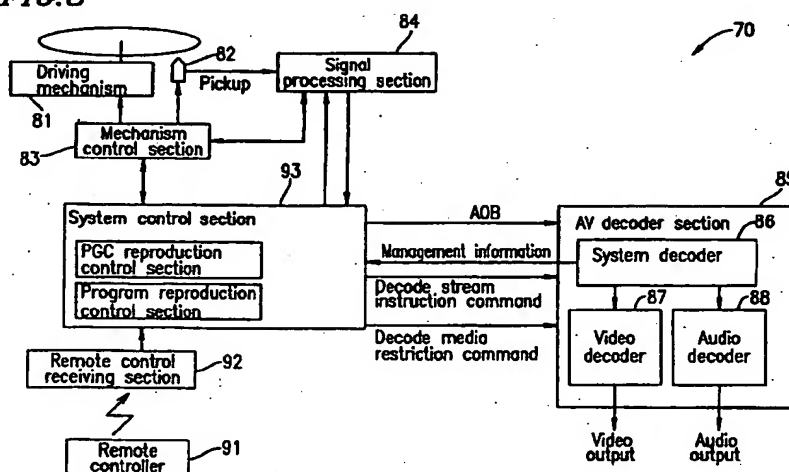 84
70
82
Driving
mechanism
Pickup
Signal
processing section
81
Mechanism
control section
83
93
85
System control section
AOB
AV decoder section
86
PGC reproduction
control section
Management information
System decoder
Program reproduction
control section
Decode stream
instruction command
87
88
Video
decoder
Audio
decoder
Decode media
restriction command
Remote control
receiving section
92
Remote
controller
91
Video
output
Audio
output